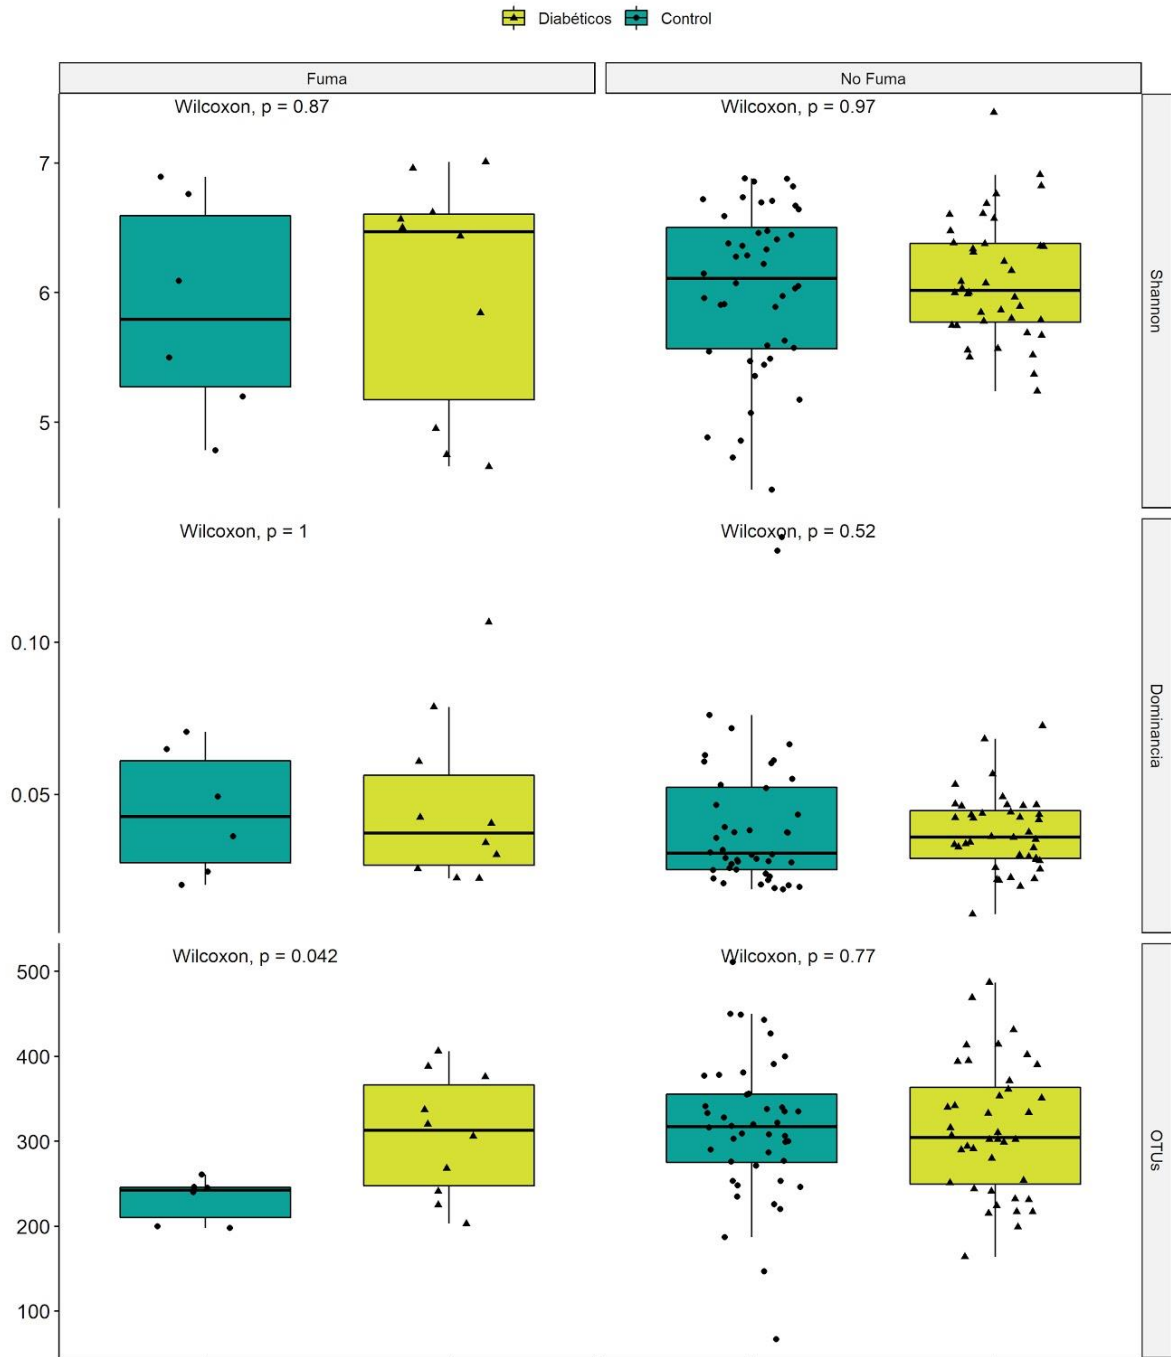 Diabéticos Control
Fuma No Fuma
Wilcoxon, p = 0.87 Wilcoxon, p = 0.97
7
6
5
Shannon
Wilcoxon, p = 1 Wilcoxon, p = 0.52
0.10
0.05
Dominancia
Wilcoxon, p = 0.042 Wilcoxon, p = 0.77
500
400
300
200
100
OTUs